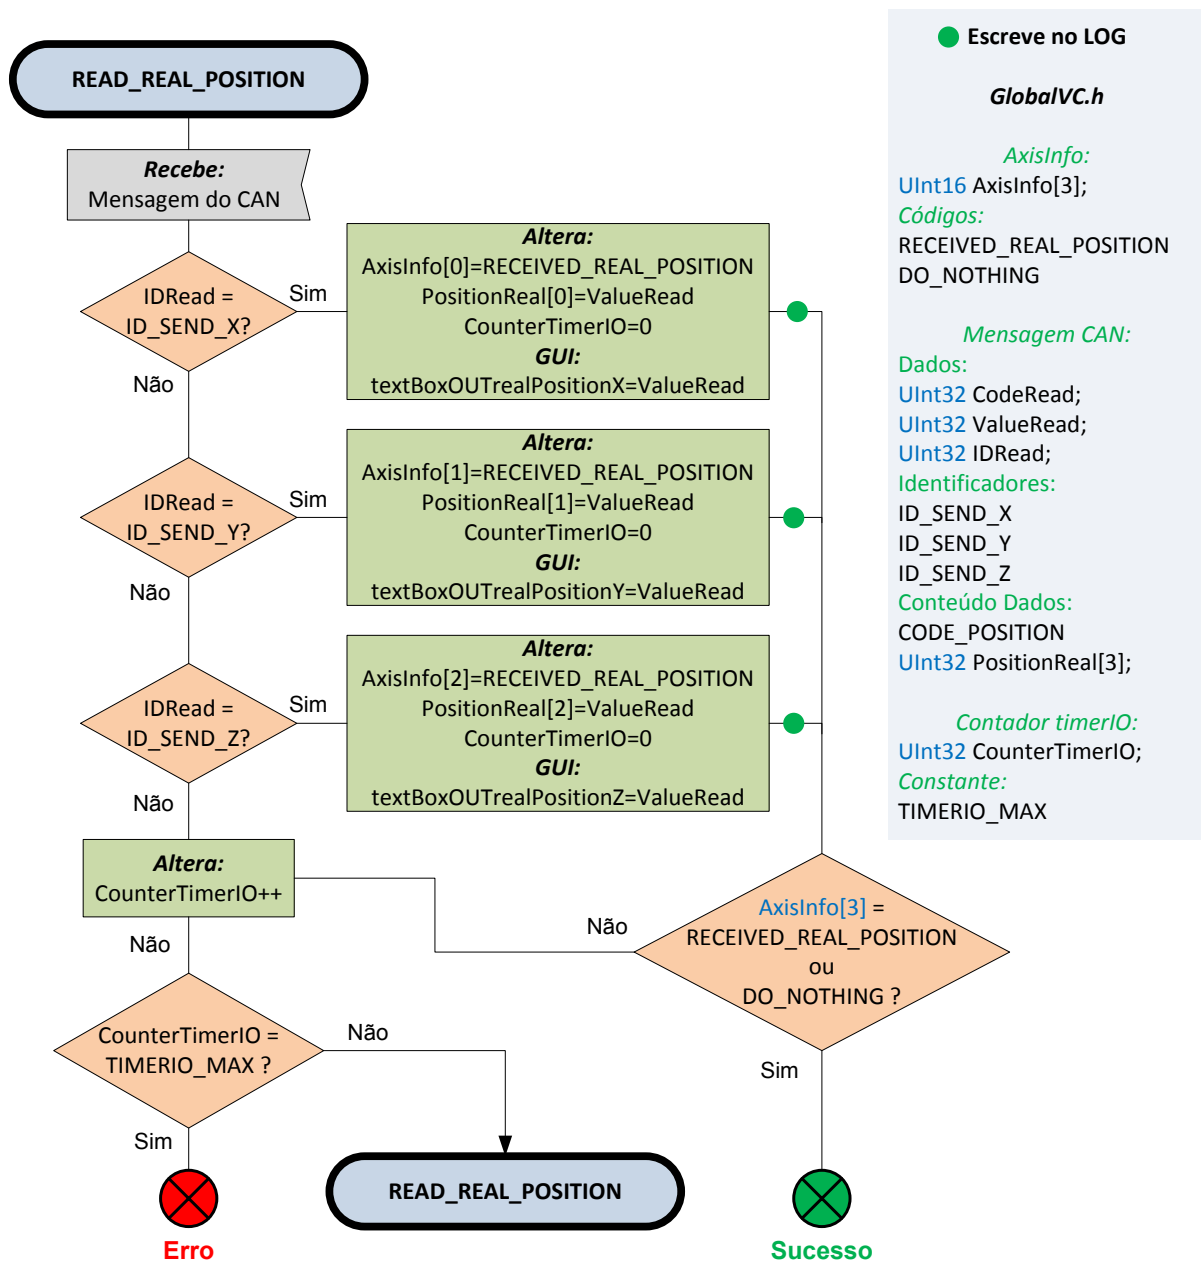 READ_REAL_POSITION
Recebe:
Mensagem do CAN
IDRead =
ID_SEND_X?
Sim
Não
Altera:
AxisInfo[0]=RECEIVED_REAL_POSITION
PositionReal[0]=ValueRead
CounterTimerIO=0
GUI:
textBoxOUTrealPositionX=ValueRead
IDRead =
ID_SEND_Y?
Sim
Não
Altera:
AxisInfo[1]=RECEIVED_REAL_POSITION
PositionReal[1]=ValueRead
CounterTimerIO=0
GUI:
textBoxOUTrealPositionY=ValueRead
IDRead =
ID_SEND_Z?
Sim
Não
Altera:
AxisInfo[2]=RECEIVED_REAL_POSITION
PositionReal[2]=ValueRead
CounterTimerIO=0
GUI:
textBoxOUTrealPositionZ=ValueRead
Altera:
CounterTimerIO++
Não
CounterTimerIO =
TIMERIO_MAX ?
Não
Sim
Erro
READ_REAL_POSITION
AxisInfo[3] =
RECEIVED_REAL_POSITION
ou
DO_NOTHING ?
Não
Sim
Sucesso
Escreve no LOG
GlobalVC.h
AxisInfo:
UInt16 AxisInfo[3];
Códigos:
RECEIVED_REAL_POSITION
DO_NOTHING
Mensagem CAN:
Dados:
UInt32 CodeRead;
UInt32 ValueRead;
UInt32 IDRead;
Identificadores:
ID_SEND_X
ID_SEND_Y
ID_SEND_Z
Conteúdo Dados:
CODE_POSITION
UInt32 PositionReal[3];
Contador timerIO:
UInt32 CounterTimerIO;
Constante:
TIMERIO_MAX